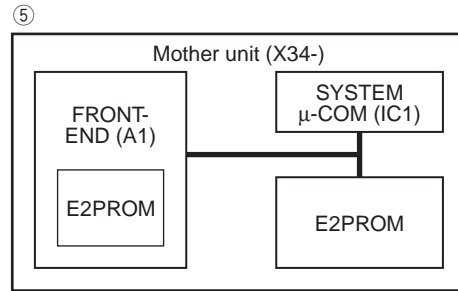 ⑤
Mother unit (X34-)
FRONT-
END (A1)
E2PROM
SYSTEM
μ-COM (IC1)
E2PROM